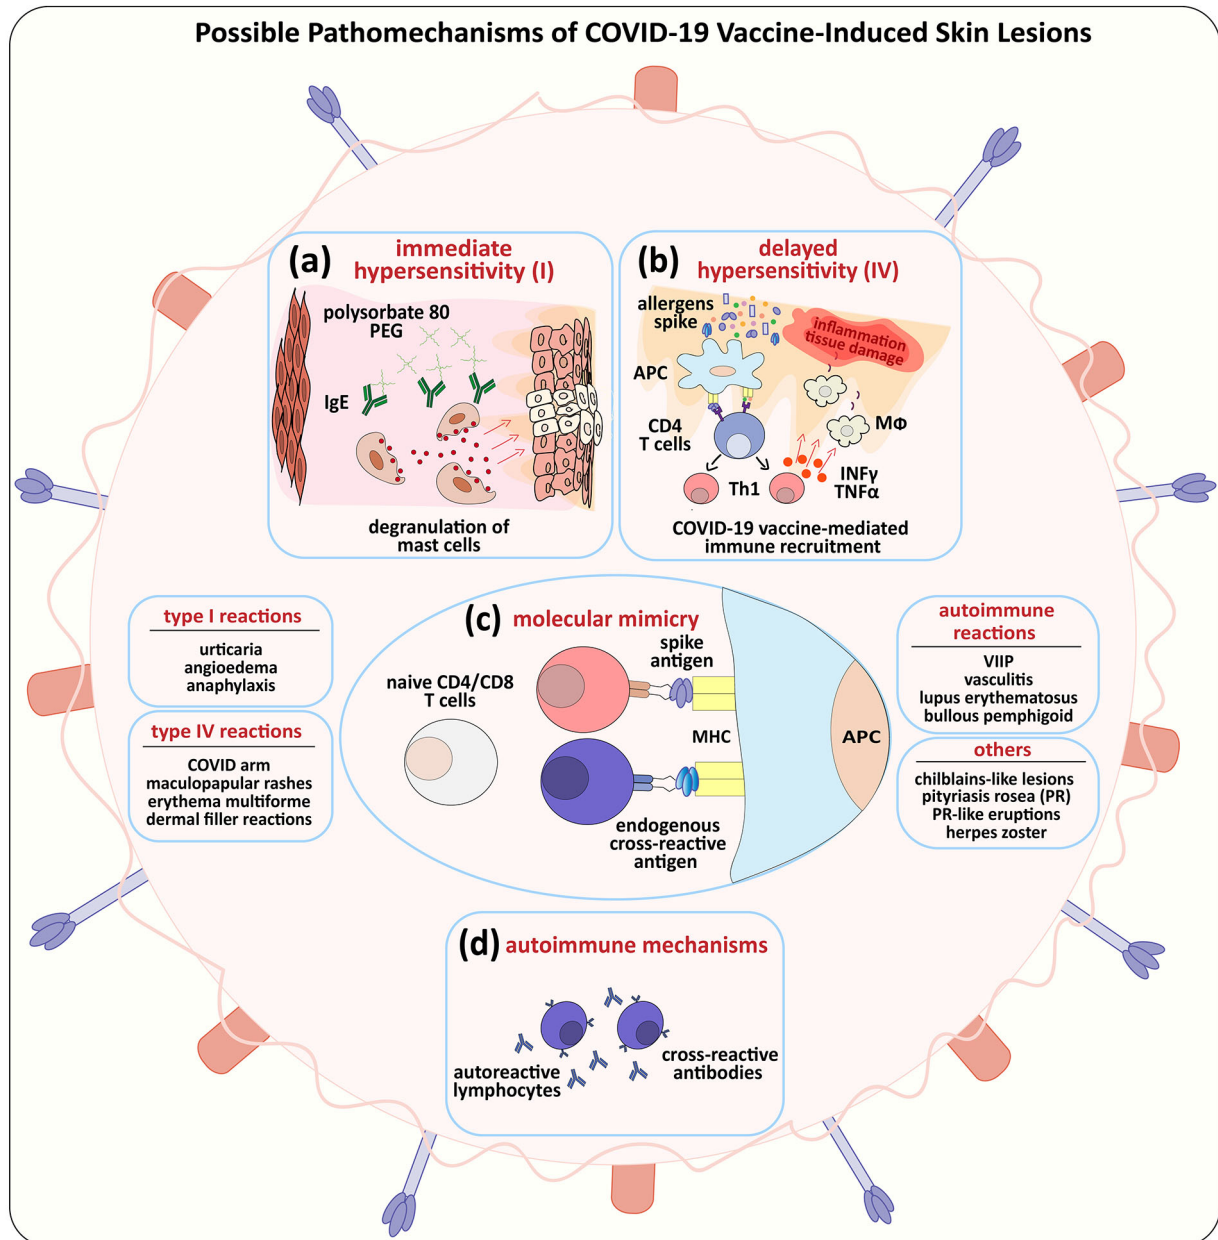 Possible Pathomechanisms of COVID-19 Vaccine-Induced Skin Lesions
(a)
immediate
hypersensitivity (I)
polysorbate 80
PEG
IgE
degranulation of
mast cells
(b)
delayed
hypersensitivity (IV)
allergens
spike
inflammation
tissue damage
APC
CD4
T cells
MΦ
Th1
INFγ
TNFα
COVID-19 vaccine-mediated
immune recruitment
type I reactions
urticaria
angioedema
anaphylaxis
type IV reactions
COVID arm
maculopapular rashes
erythema multiforme
dermal filler reactions
(c)
molecular mimicry
spike
antigen
naive CD4/CD8
T cells
MHC
APC
endogenous
cross-reactive
antigen
autoimmune
reactions
VIIP
vasculitis
lupus erythematosus
bullous pemphigoid
others
chilblains-like lesions
pityriasis rosea (PR)
PR-like eruptions
herpes zoster
(d)
autoimmune mechanisms
autoreactive
lymphocytes
cross-reactive
antibodies